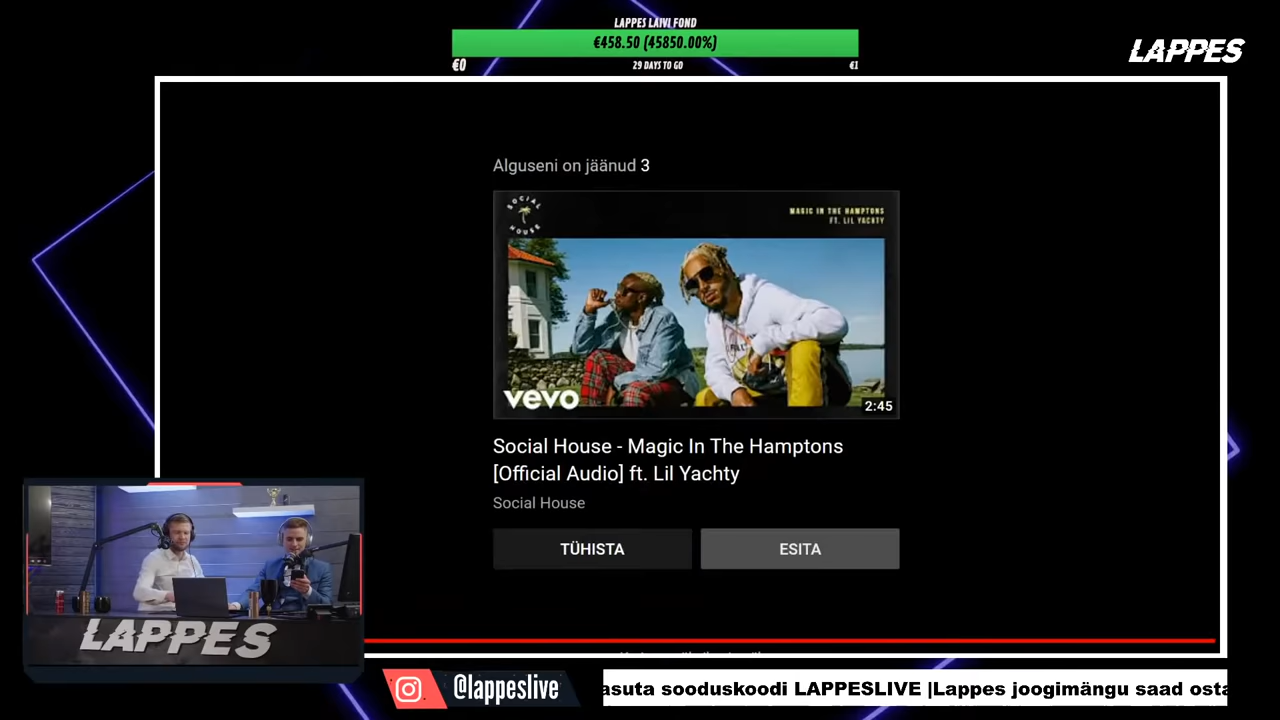 LAPPES LAIVI FOND
€458.50 (45850.00%)
€0
29 DAYS TO GO
€1
LAPPES
Alguseni on jäänud 3
SOCIAL
HOUSE
MAGIC IN THE HAMPTONS
FT. LIL YACHTY
vevo
2:45
Social House - Magic In The Hamptons
[Official Audio] ft. Lil Yachty
Social House
TÜHISTA
ESITA
LAPPES
@lappeslive
asuta sooduskoodi LAPPESLIVE |Lappes joogimängu saad osta